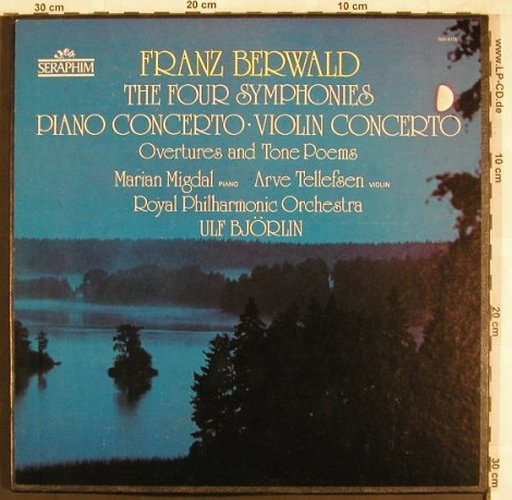 30 cm
20 cm
10 cm
SERAPHIM
FRANZ BERWALD
THE FOUR SYMPHONIES
PIANO CONCERTO · VIOLIN CONCERTO
Overtures and Tone Poems
Marian Migdal PIANO Arve Tellefsen VIOLIN
Royal Philharmonic Orchestra
ULF BJÖRLIN
www.LP-CD.de
10 cm
20 cm
30 cm